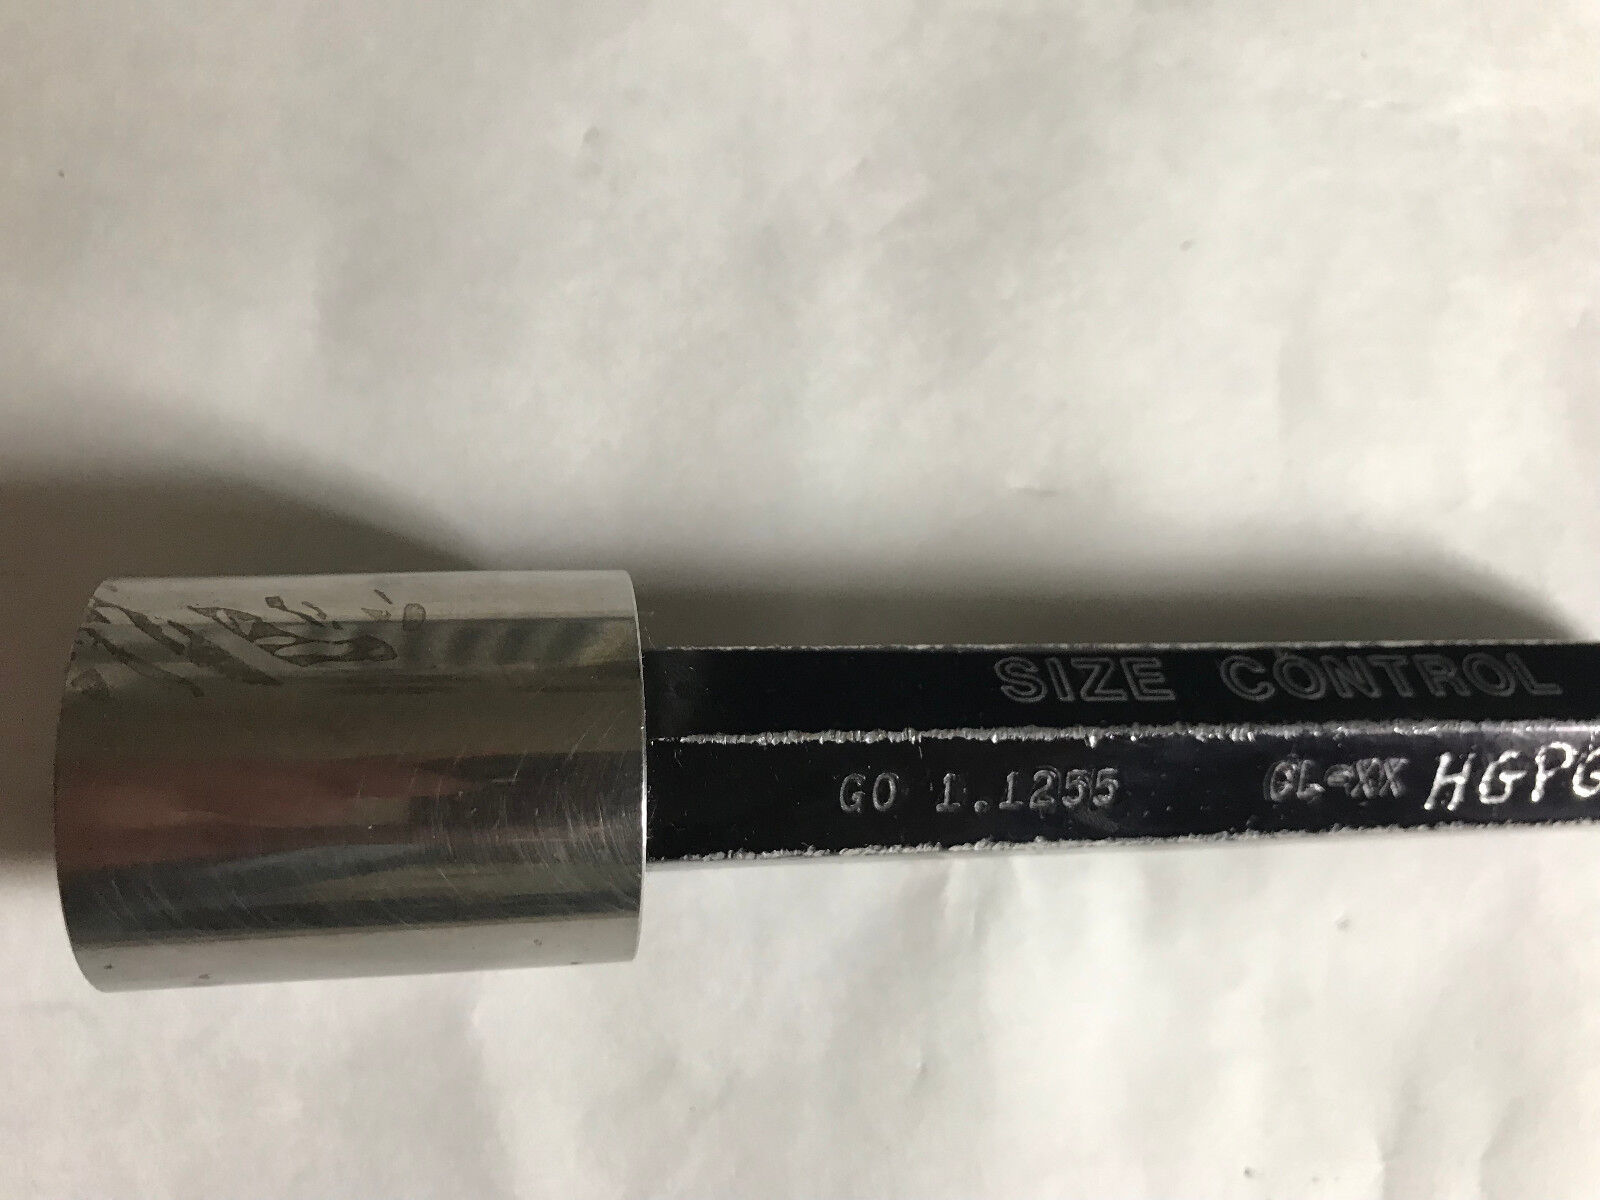 SIZE CONTROL
GO 1.1255 CL-XX HGPG